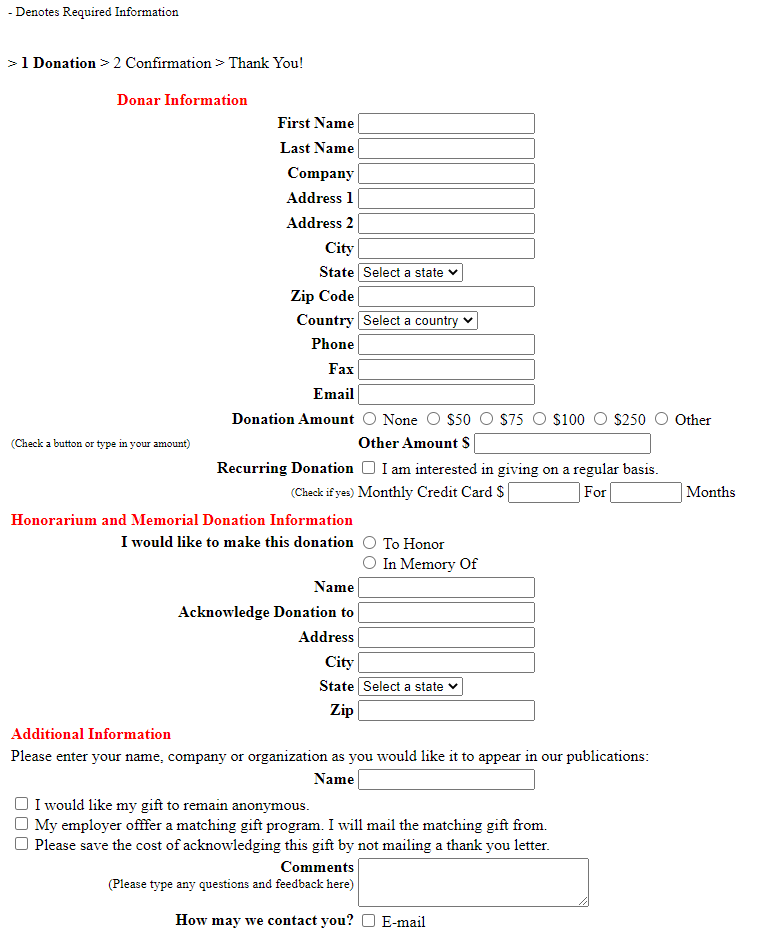 - Denotes Required Information
> 1 Donation > 2 Confirmation > Thank You!
Donar Information
First Name
Last Name
Company
Address 1
Address 2
City
State Select a state
Zip Code
Country Select a country
Phone
Fax
Email
Donation Amount None $50 $75 $100 $250 Other
(Check a button or type in your amount) Other Amount $
Recurring Donation I am interested in giving on a regular basis.
(Check if yes) Monthly Credit Card $ For Months
Honorarium and Memorial Donation Information
I would like to make this donation To Honor
In Memory Of
Name
Acknowledge Donation to
Address
City
State Select a state
Zip
Additional Information
Please enter your name, company or organization as you would like it to appear in our publications:
Name
I would like my gift to remain anonymous.
My employer offfer a matching gift program. I will mail the matching gift from.
Please save the cost of acknowledging this gift by not mailing a thank you letter.
Comments
(Please type any questions and feedback here)
How may we contact you? E-mail